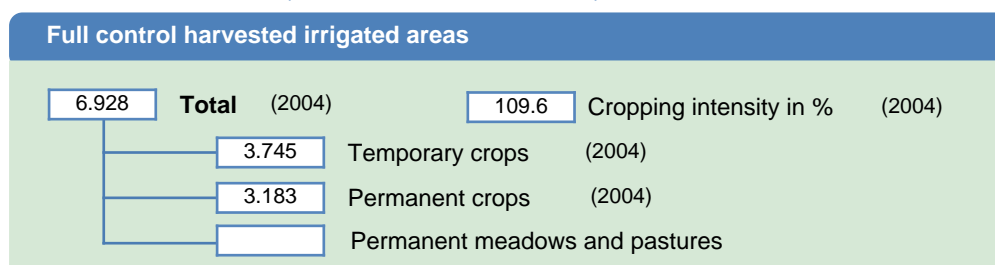 Full control harvested irrigated areas
6.928 Total (2004) 109.6 Cropping intensity in % (2004)
3.745 Temporary crops (2004)
3.183 Permanent crops (2004)
Permanent meadows and pastures